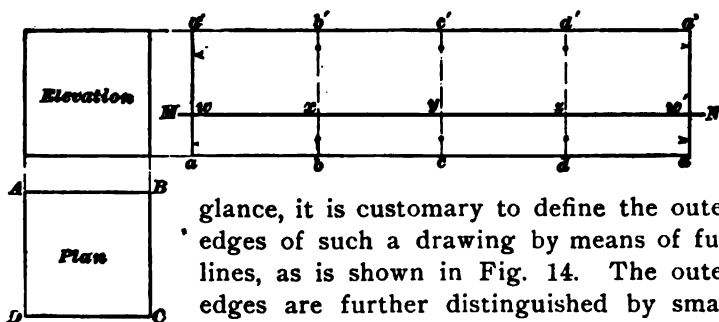 a' b' c' d' a'
Elevation
M w x y z w' N
a b c d a
A B
glance, it is customary to define the oute
edges of such a drawing by means of fu
Plan
lines, as is shown in Fig. 14. The oute
edges are further distinguished by sma
D C